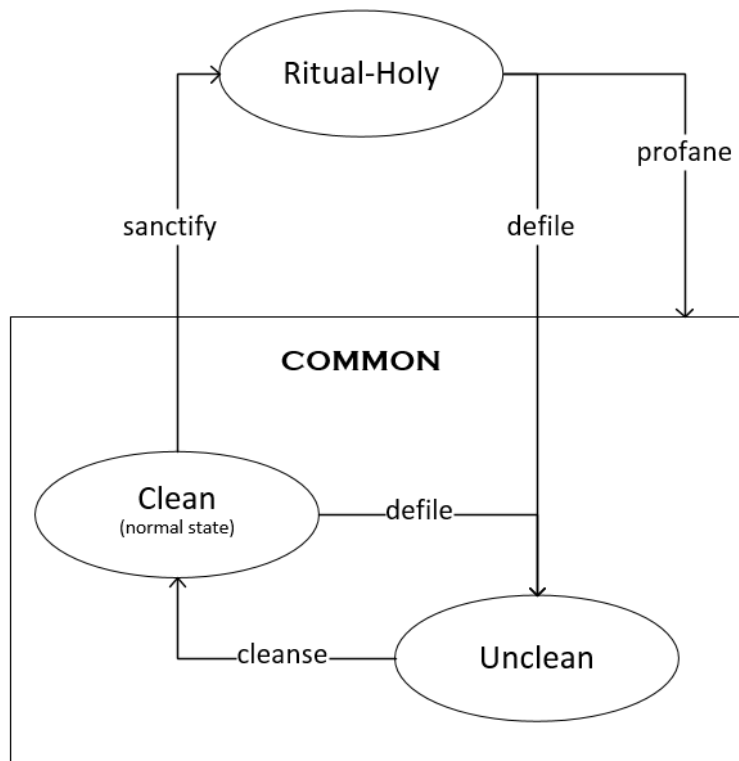 Ritual-Holy
profane
sanctify
defile
COMMON
Clean
(normal state)
defile
cleanse
Unclean